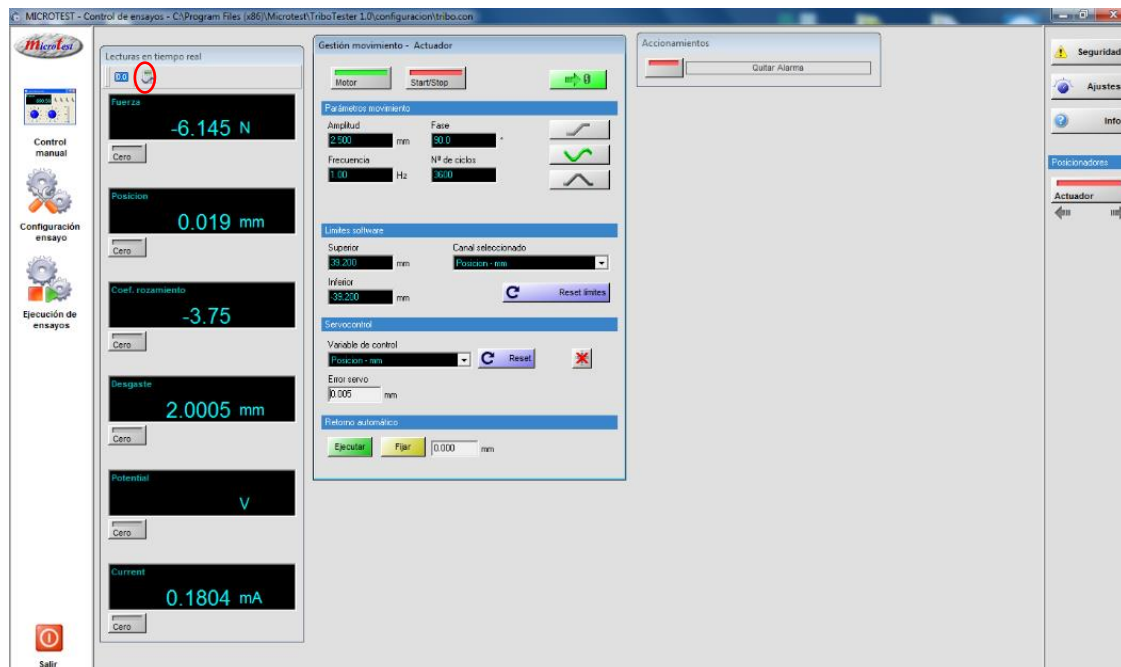 MICROTEST - Control de ensayos - C:\Program Files (x86)\Microtest\TriboTester 1.0\configuracion\tribo.con
Microtest
Control
manual
Configuración
ensayo
Ejecución de
ensayos
Salir
Lecturas en tiempo real
0.0
Fuerza
-6.145 N
Cero
Posicion
0.019 mm
Cero
Coef. rozamiento
-3.75
Cero
Desgaste
2.0005 mm
Cero
Potential
V
Cero
Current
0.1804 mA
Cero
Gestión movimiento - Actuador
Motor
Start/Stop
Parámetros movimiento
Amplitud
2.500 mm
Fase
90.0 °
Frecuencia
1.00 Hz
Nº de ciclos
3600
Limites software
Superior
39.200 mm
Canal seleccionado
Posicion - mm
Inferior
-39.200 mm
Reset límites
Servocontrol
Variable de control
Posicion - mm
Reset
Error servo
0.005 mm
Retorno automático
Ejecutar
Fijar
0.000 mm
Accionamientos
Quitar Alarma
Seguridad
Ajustes
Info
Posicionadores
Actuador